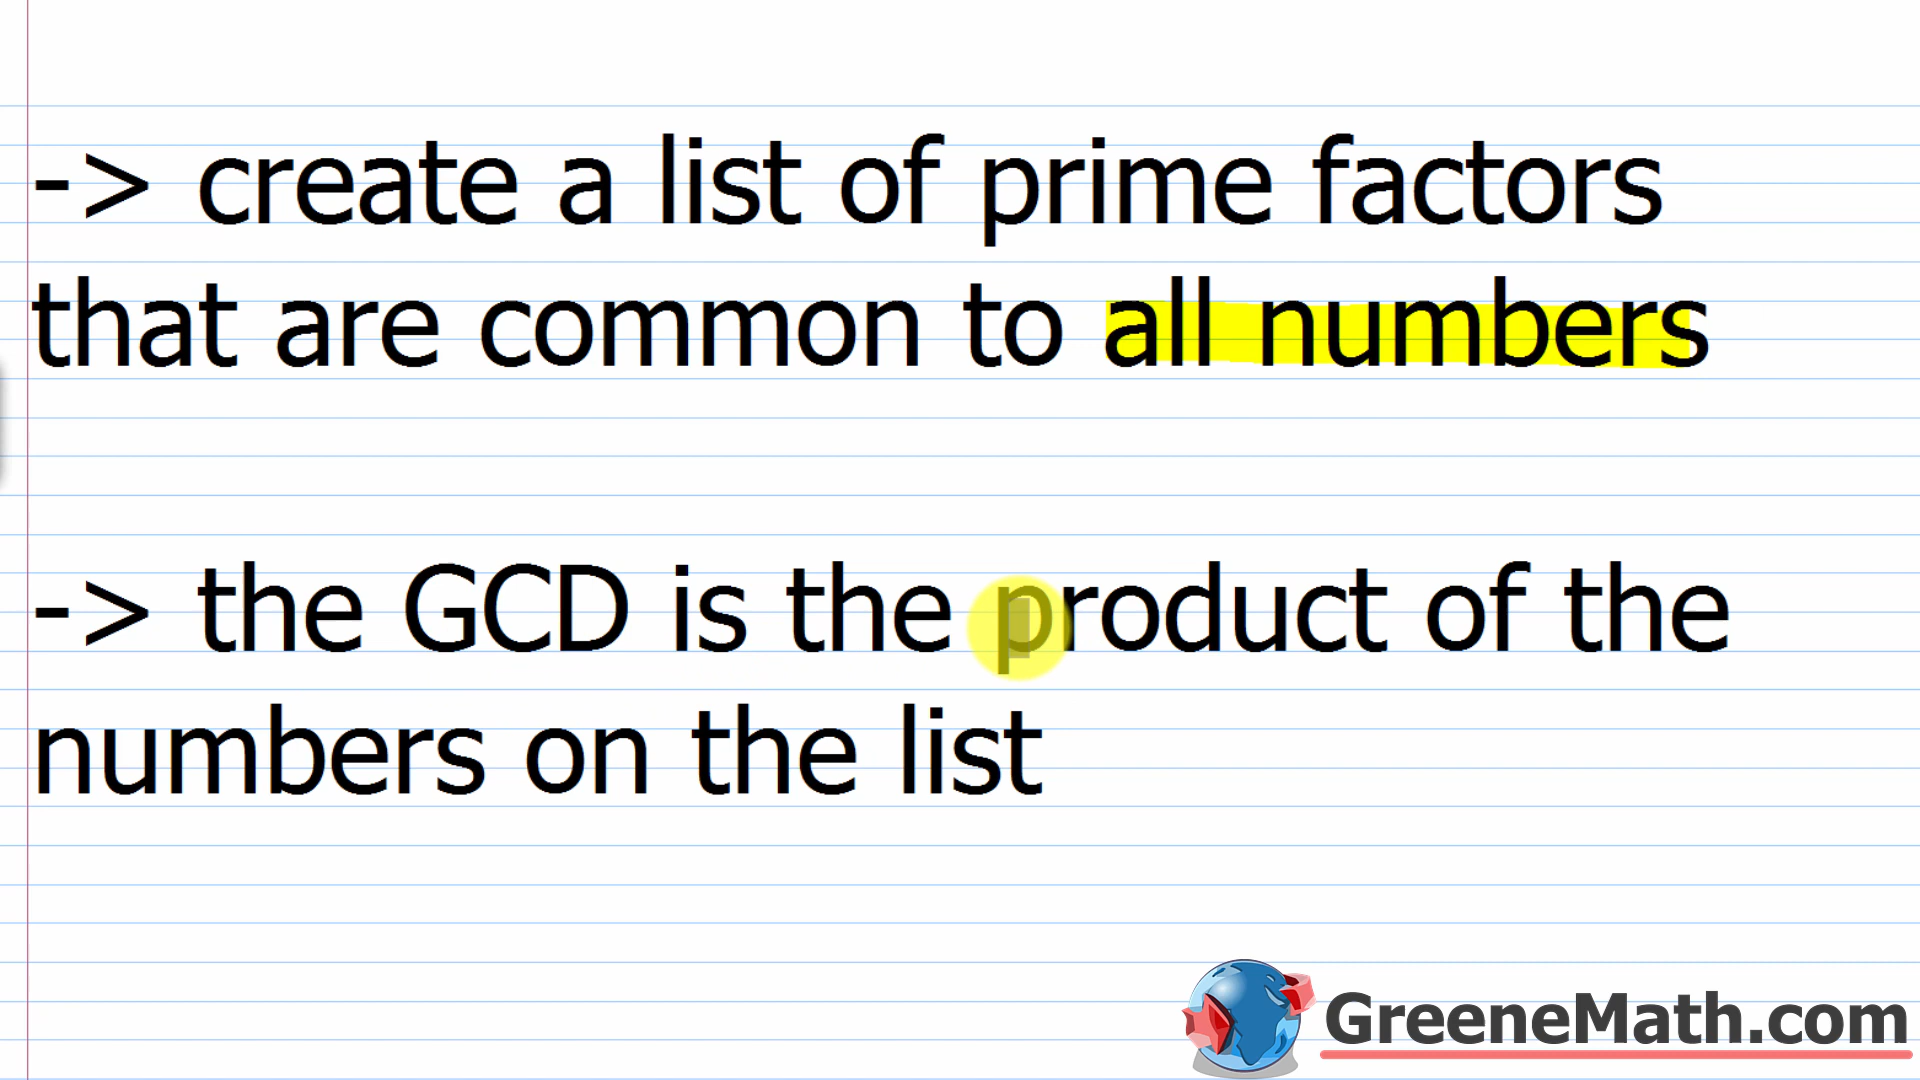 -> create a list of prime factors
that are common to all numbers
-> the GCD is the product of the
numbers on the list
GreeneMath.com